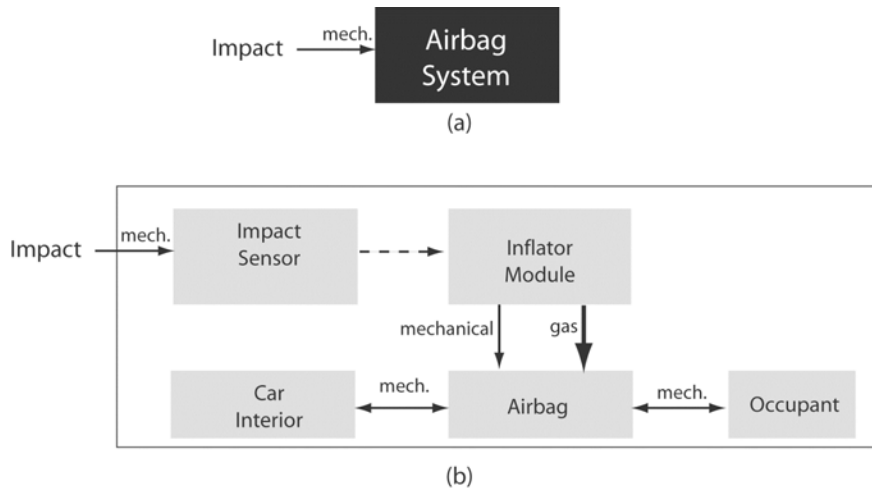 mech.
Impact
Airbag
System
(a)
Impact
mech.
Impact
Sensor
Inflator
Module
mechanical
gas
Car
Interior
mech.
Airbag
mech.
Occupant
(b)